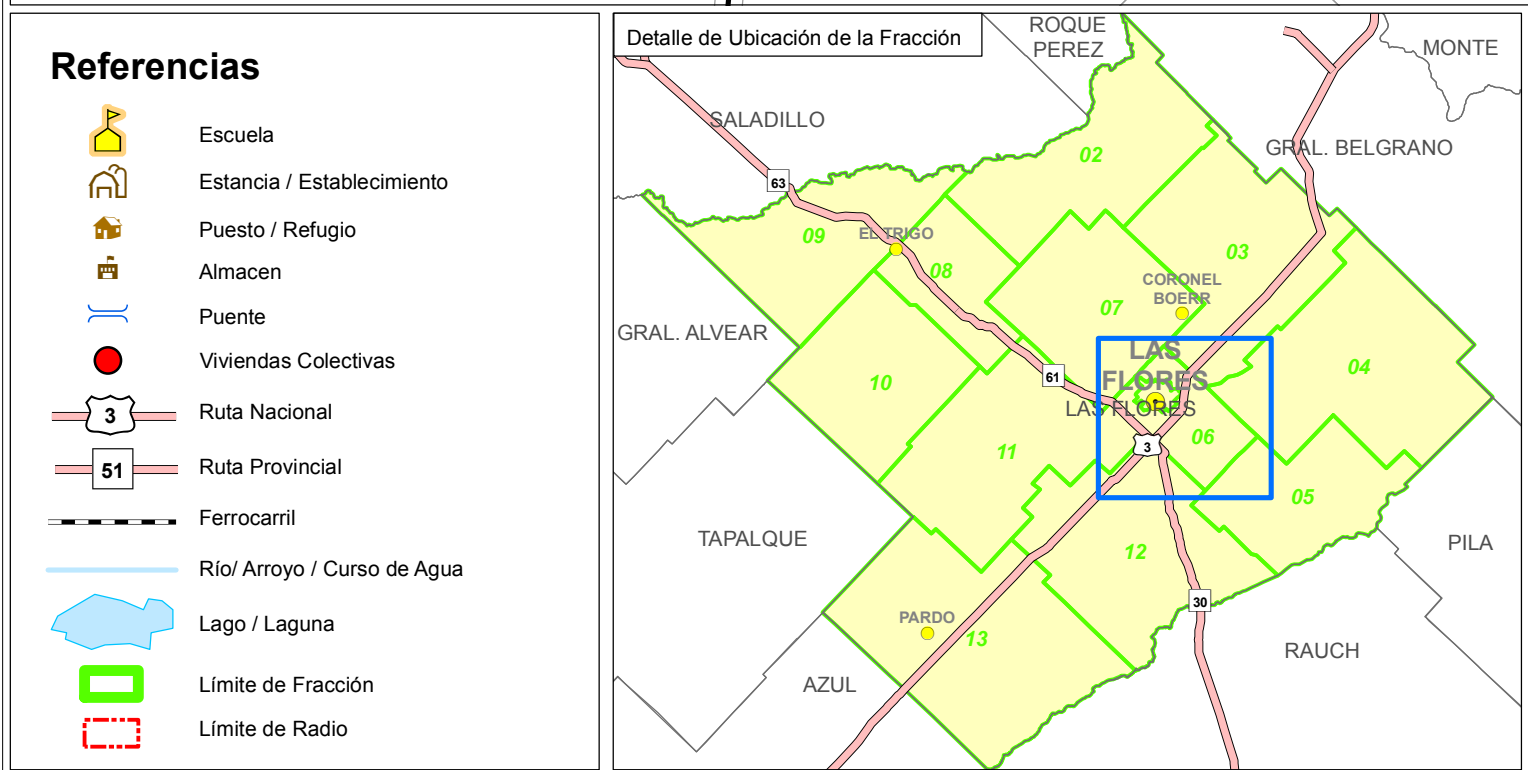 Referencias
Escuela
Estancia / Establecimiento
Puesto / Refugio
Almacen
Puente
Viviendas Colectivas
3
Ruta Nacional
51
Ruta Provincial
Ferrocarril
Río/ Arroyo / Curso de Agua
Lago / Laguna
Límite de Fracción
Límite de Radio
Detalle de Ubicación de la Fracción
ROQUE
PEREZ
MONTE
SALADILLO
GRAL. BELGRANO
02
63
09
EL TRIGO
08
03
CORONEL
BOERR
07
GRAL. ALVEAR
LAS
FLORES
04
61
10
LAS FLORES
06
3
11
05
TAPALQUE
PILA
12
30
PARDO
13
RAUCH
AZUL